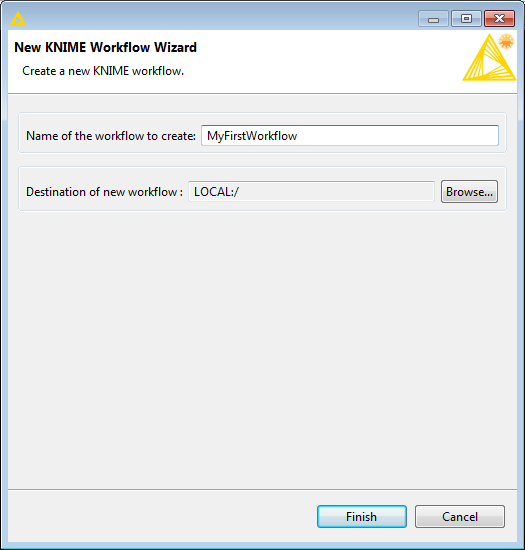 New KNIME Workflow Wizard
Create a new KNIME workflow.
Name of the workflow to create: MyFirstWorkflow
Destination of new workflow : LOCAL:/ Browse...
Finish Cancel